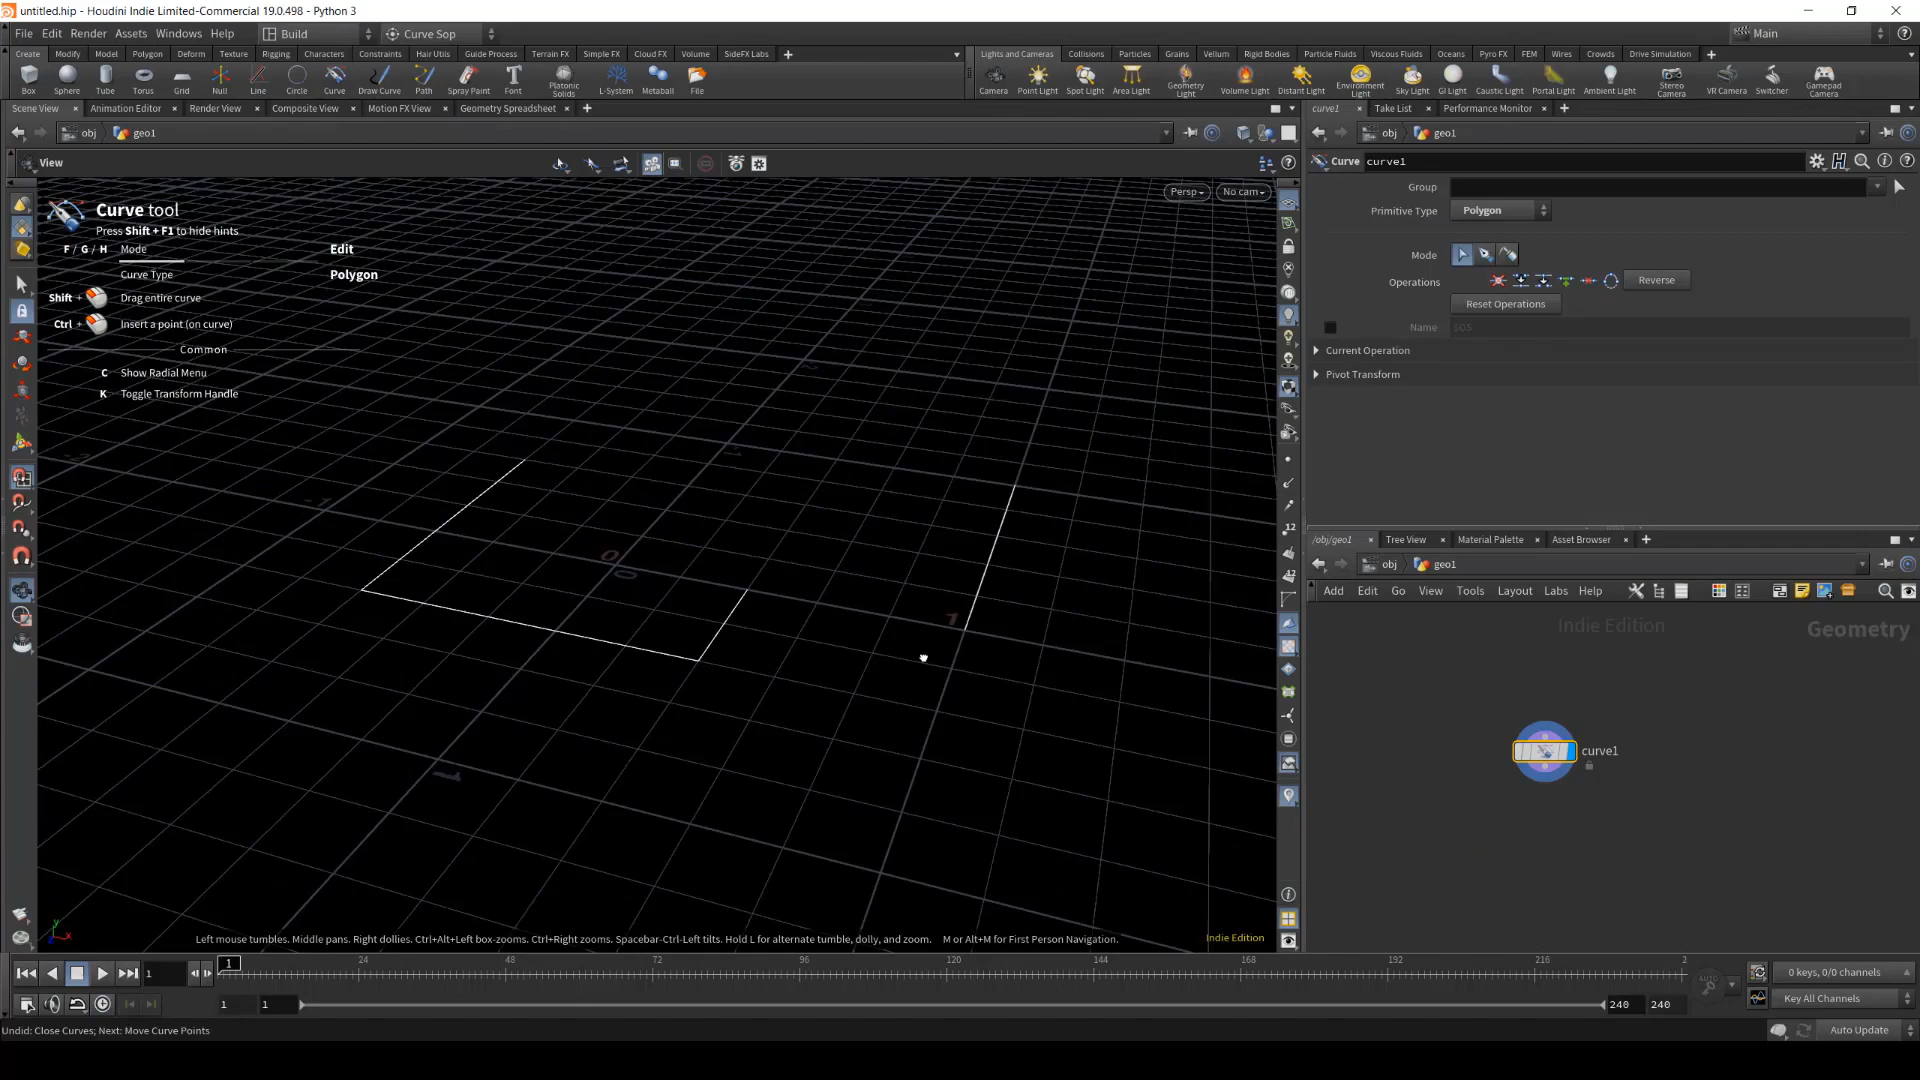 untitled.hip - Houdini Indie Limited-Commercial 19.0.498 - Python 3
File Edit Render Assets Windows Help Build Curve Sop Main
Create Modify Model Polygon Deform Texture Rigging Characters Constraints Hair Utils Guide Process Terrain FX Simple FX Cloud FX Volume SideFX Labs
Lights and Cameras Collisions Particles Grains Vellum Rigid Bodies Particle Fluids Viscous Fluids Oceans Pyro FX FEM Wires Crowds Drive Simulation
Box Sphere Tube Torus Grid Null Line Circle Curve Draw Curve Path Spray Paint Font Platonic Solids L-System Metaball File
Camera Point Light Spot Light Area Light Geometry Light Volume Light Distant Light Environment Light Sky Light GI Light Caustic Light Portal Light Ambient Light Stereo Camera VR Camera Switcher Gamepad Camera
Scene View Animation Editor Render View Composite View Motion FX View Geometry Spreadsheet
curve1 Take List Performance Monitor
obj geo1
obj geo1
View
Curve curve1
Persp No cam
Group
Primitive Type Polygon
Mode
Operations Reverse
Reset Operations
Name
Current Operation
Pivot Transform
Curve tool
Press Shift + F1 to hide hints
F / G / H Mode Edit
Curve Type Polygon
Shift + Drag entire curve
Ctrl + Insert a point (on curve)
Common
C Show Radial Menu
K Toggle Transform Handle
0
0
1
-1
12
12
/obj/geo1 Tree View Material Palette Asset Browser
obj geo1
Add Edit Go View Tools Layout Labs Help
Indie Edition
Geometry
curve1
y
x
z
Left mouse tumbles. Middle pans. Right dollies. Ctrl+Alt+Left box-zooms. Ctrl+Right zooms. Spacebar-Ctrl-Left tilts. Hold L for alternate tumble, dolly, and zoom. M or Alt+M for First Person Navigation.
Indie Edition
1 1 24 48 72 96 120 144 168 192 216 2
AUTO
0 keys, 0/0 channels
1 1 240 240
Key All Channels
Undid: Close Curves; Next: Move Curve Points
Auto Update